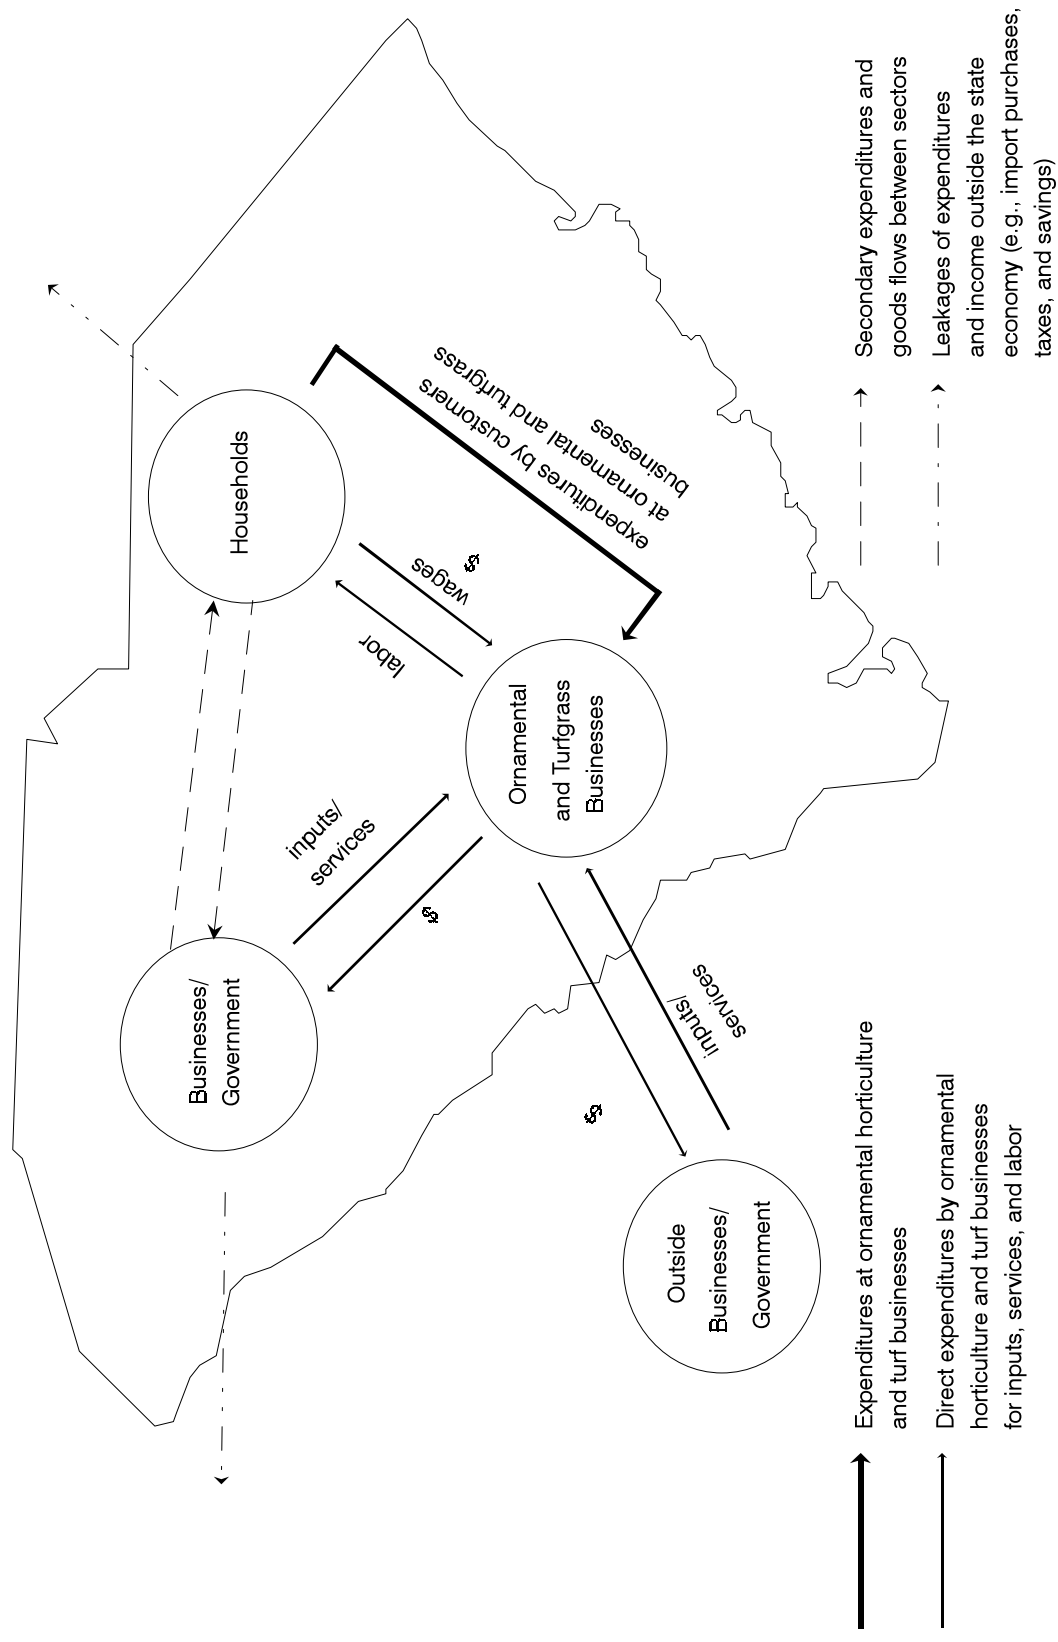 Households
Businesses/
Government
inputs/
services
$
labor
wages
$
expenditures by customers
at ornamental and turfgrass
businesses
Ornamental
and Turfgrass
Businesses
$
inputs/
services
Outside
Businesses/
Government
Expenditures at ornamental horticulture
and turf businesses
Direct expenditures by ornamental
horticulture and turf businesses
for inputs, services, and labor
Secondary expenditures and
goods flows between sectors
Leakages of expenditures
and income outside the state
economy (e.g., import purchases,
taxes, and savings)